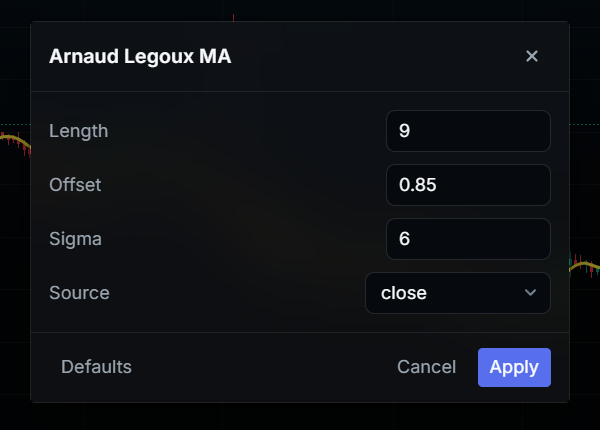 Arnaud Legoux MA
Length 9
Offset 0.85
Sigma 6
Source close
Defaults Cancel Apply